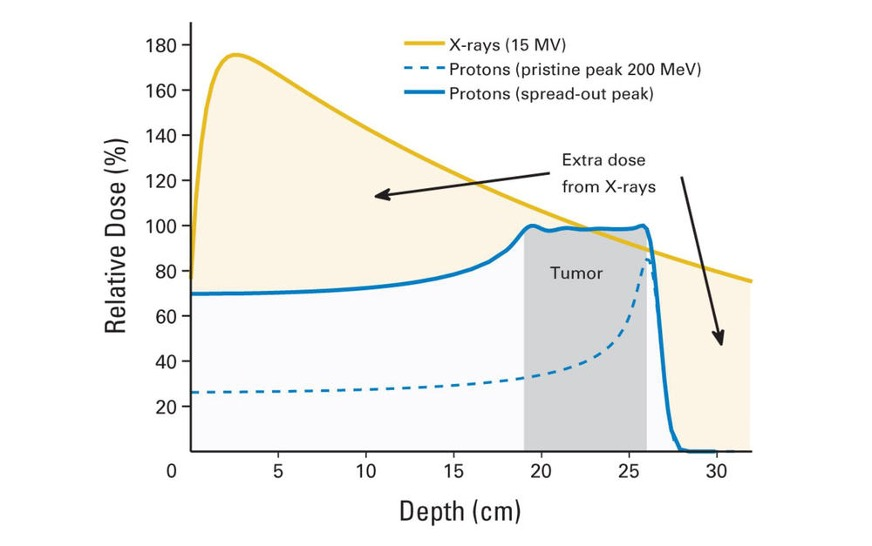 180
160
140
120
100
80
60
40
20
0
5
10
15
20
25
30
Relative Dose (%)
Depth (cm)
X-rays (15 MV)
Protons (pristine peak 200 MeV)
Protons (spread-out peak)
Extra dose
from X-rays
Tumor